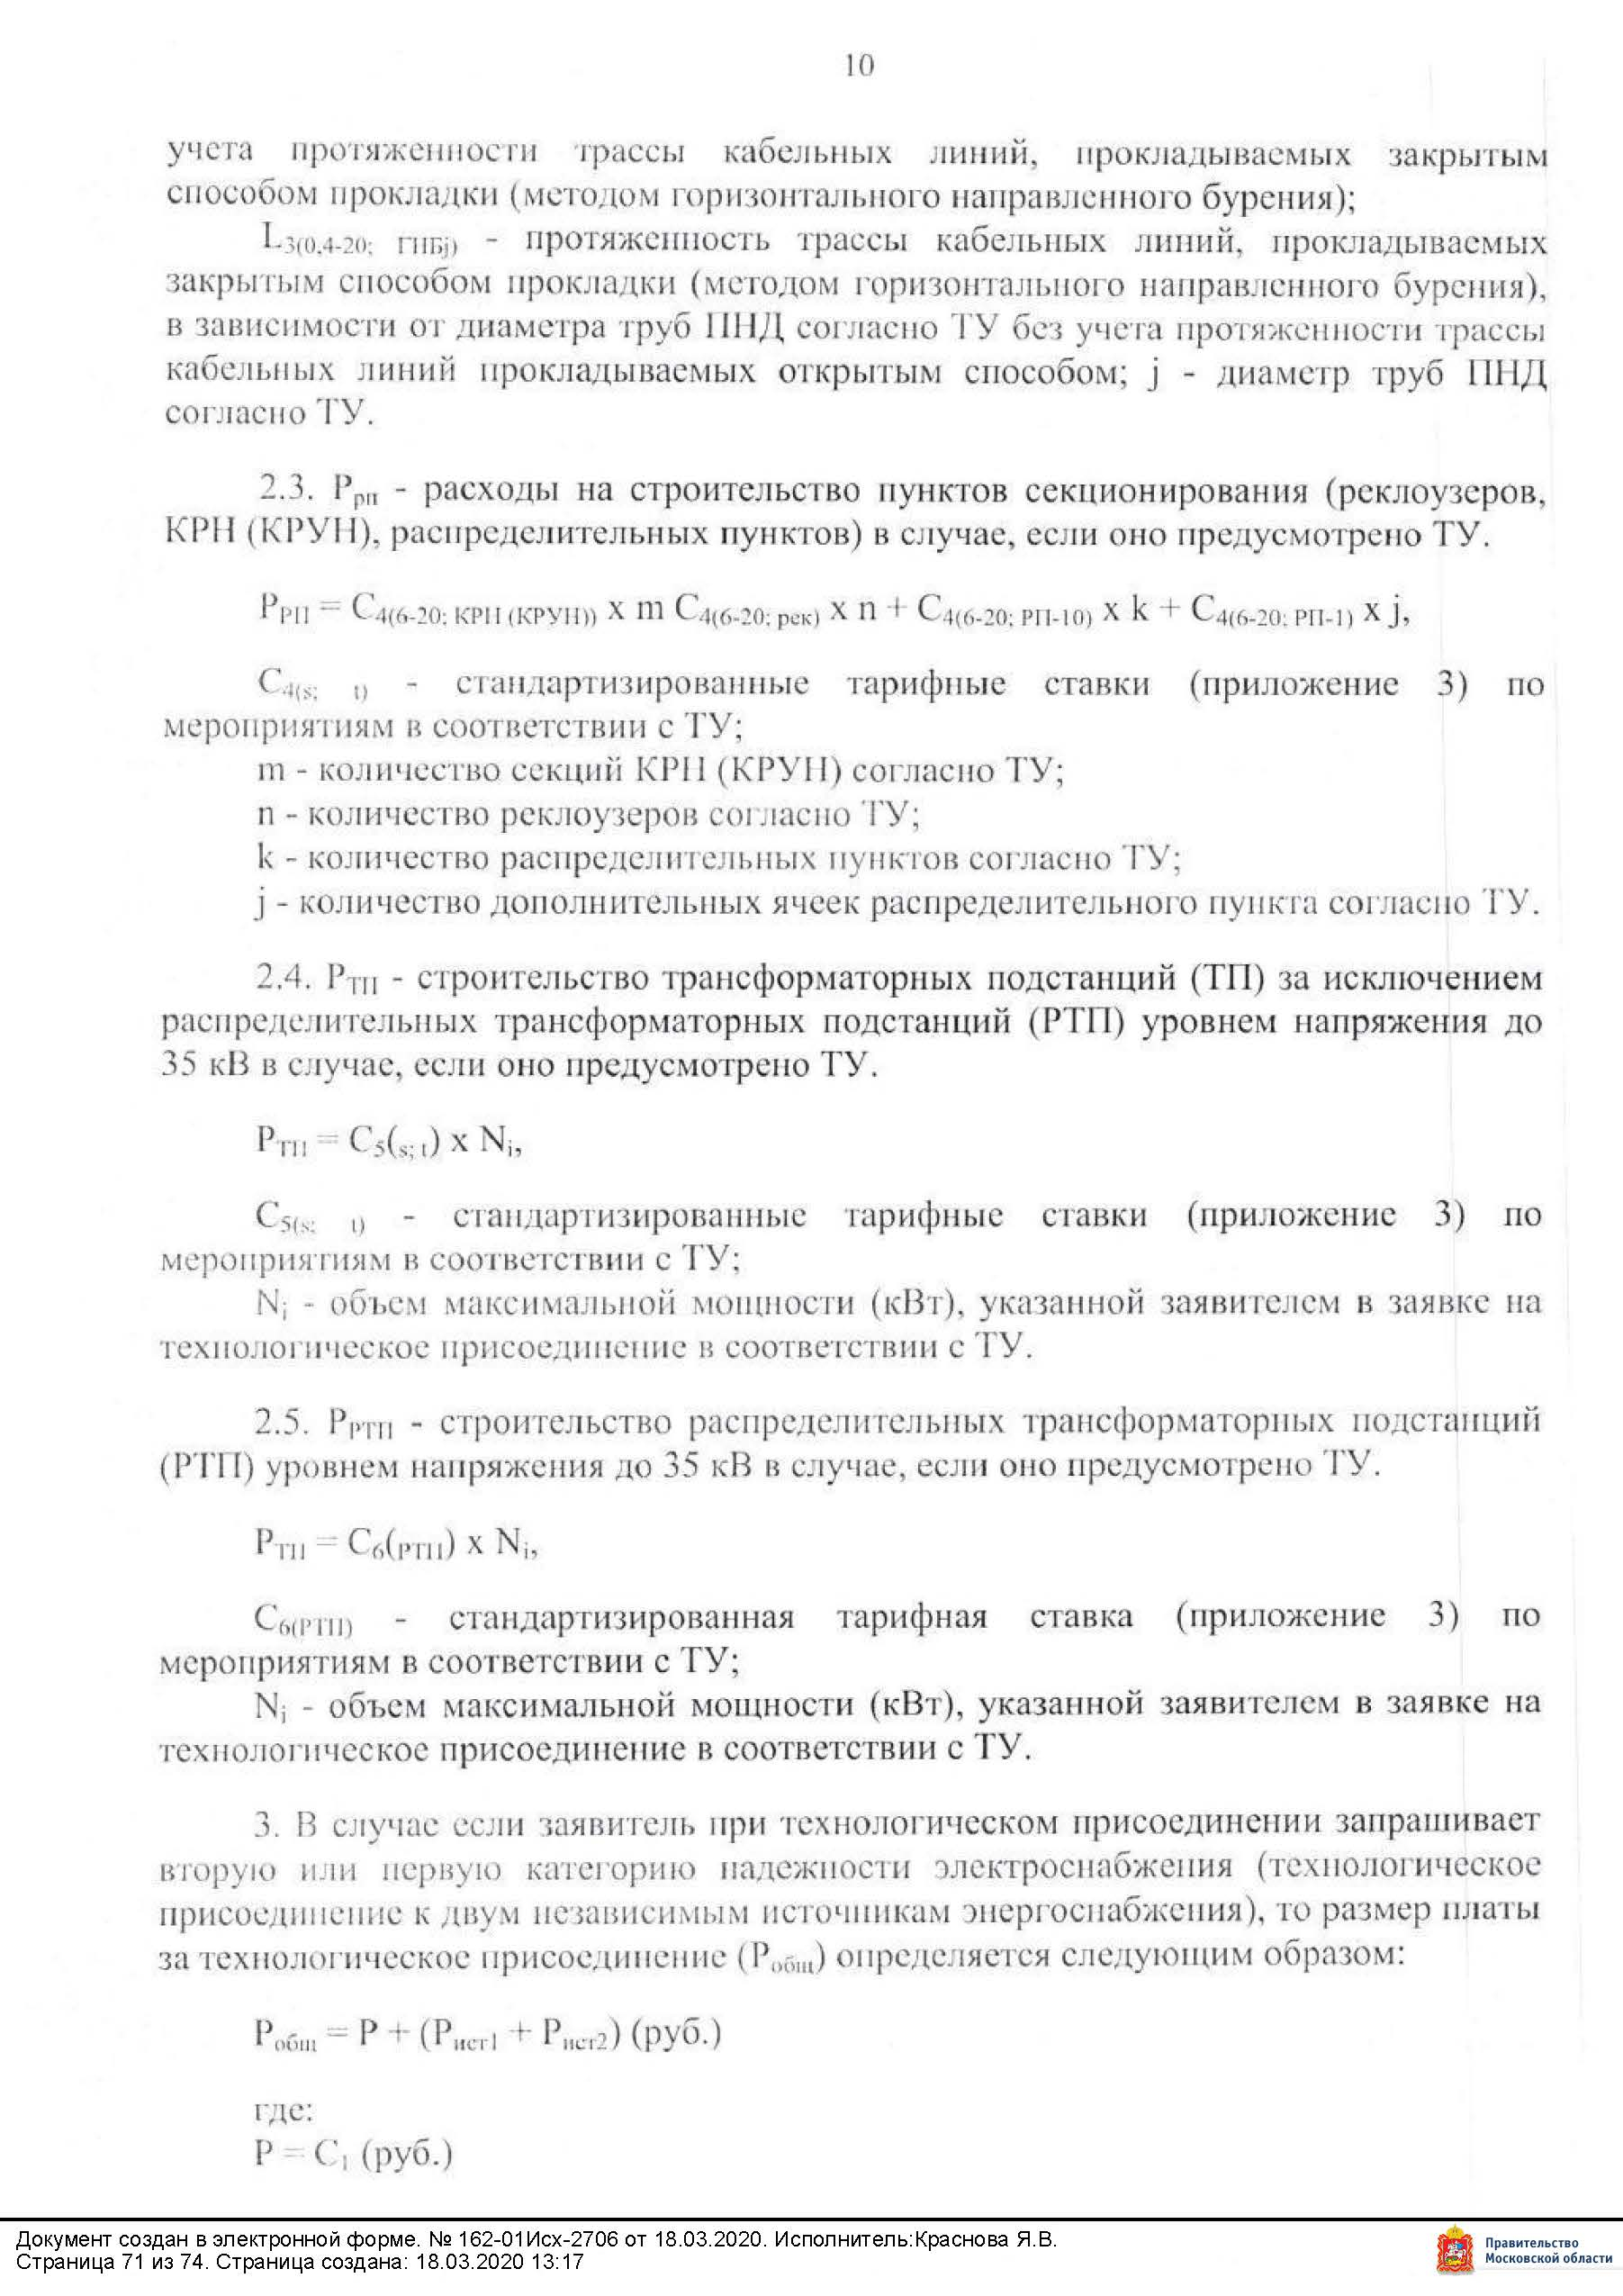 10
учета протяженности трассы кабельных линий, прокладываемых закрытым
способом прокладки (методом горизонтального направленного бурения);
L3(0,4-20; ГНБj) - протяженность трассы кабельных линий, прокладываемых
закрытым способом прокладки (методом горизонтального направленного бурения),
в зависимости от диаметра труб ПНД согласно ТУ без учета протяженности трассы
кабельных линий прокладываемых открытым способом; j - диаметр труб ПНД
согласно ТУ.
2.3. Pрп - расходы на строительство пунктов секционирования (реклоузеров,
КРН (КРУН), распределительных пунктов) в случае, если оно предусмотрено ТУ.
PРП = C4(6-20; КРН (КРУН)) x m C4(6-20; рек) x n + C4(6-20; РП-10) x k + C4(6-20; РП-1) x j,
C4(s; t) - стандартизированные тарифные ставки (приложение 3) по
мероприятиям в соответствии с ТУ;
m - количество секций КРН (КРУН) согласно ТУ;
n - количество реклоузеров согласно ТУ;
k - количество распределительных пунктов согласно ТУ;
j - количество дополнительных ячеек распределительного пункта согласно ТУ.
2.4. PТП - строительство трансформаторных подстанций (ТП) за исключением
распределительных трансформаторных подстанций (РТП) уровнем напряжения до
35 кВ в случае, если оно предусмотрено ТУ.
PТП = C5(s; t) x Ni,
C5(s; t) - стандартизированные тарифные ставки (приложение 3) по
мероприятиям в соответствии с ТУ;
Ni - объем максимальной мощности (кВт), указанной заявителем в заявке на
технологическое присоединение в соответствии с ТУ.
2.5. PРТП - строительство распределительных трансформаторных подстанций
(РТП) уровнем напряжения до 35 кВ в случае, если оно предусмотрено ТУ.
PТП = C6(РТП) x Ni,
C6(РТП) - стандартизированная тарифная ставка (приложение 3) по
мероприятиям в соответствии с ТУ;
Ni - объем максимальной мощности (кВт), указанной заявителем в заявке на
технологическое присоединение в соответствии с ТУ.
3. В случае если заявитель при технологическом присоединении запрашивает
вторую или первую категорию надежности электроснабжения (технологическое
присоединение к двум независимым источникам энергоснабжения), то размер платы
за технологическое присоединение (Pобщ) определяется следующим образом:
Pобщ = P + (Pист1 + Pист2) (руб.)
где:
P = C1 (руб.)
Документ создан в электронной форме. № 162-01Исх-2706 от 18.03.2020. Исполнитель:Краснова Я.В.
Страница 71 из 74. Страница создана: 18.03.2020 13:17
Правительство
Московской области